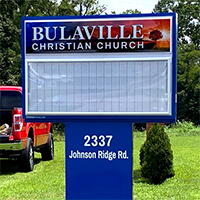 BULAVILLE
CHRISTIAN CHURCH
2337
Johnson Ridge Rd.